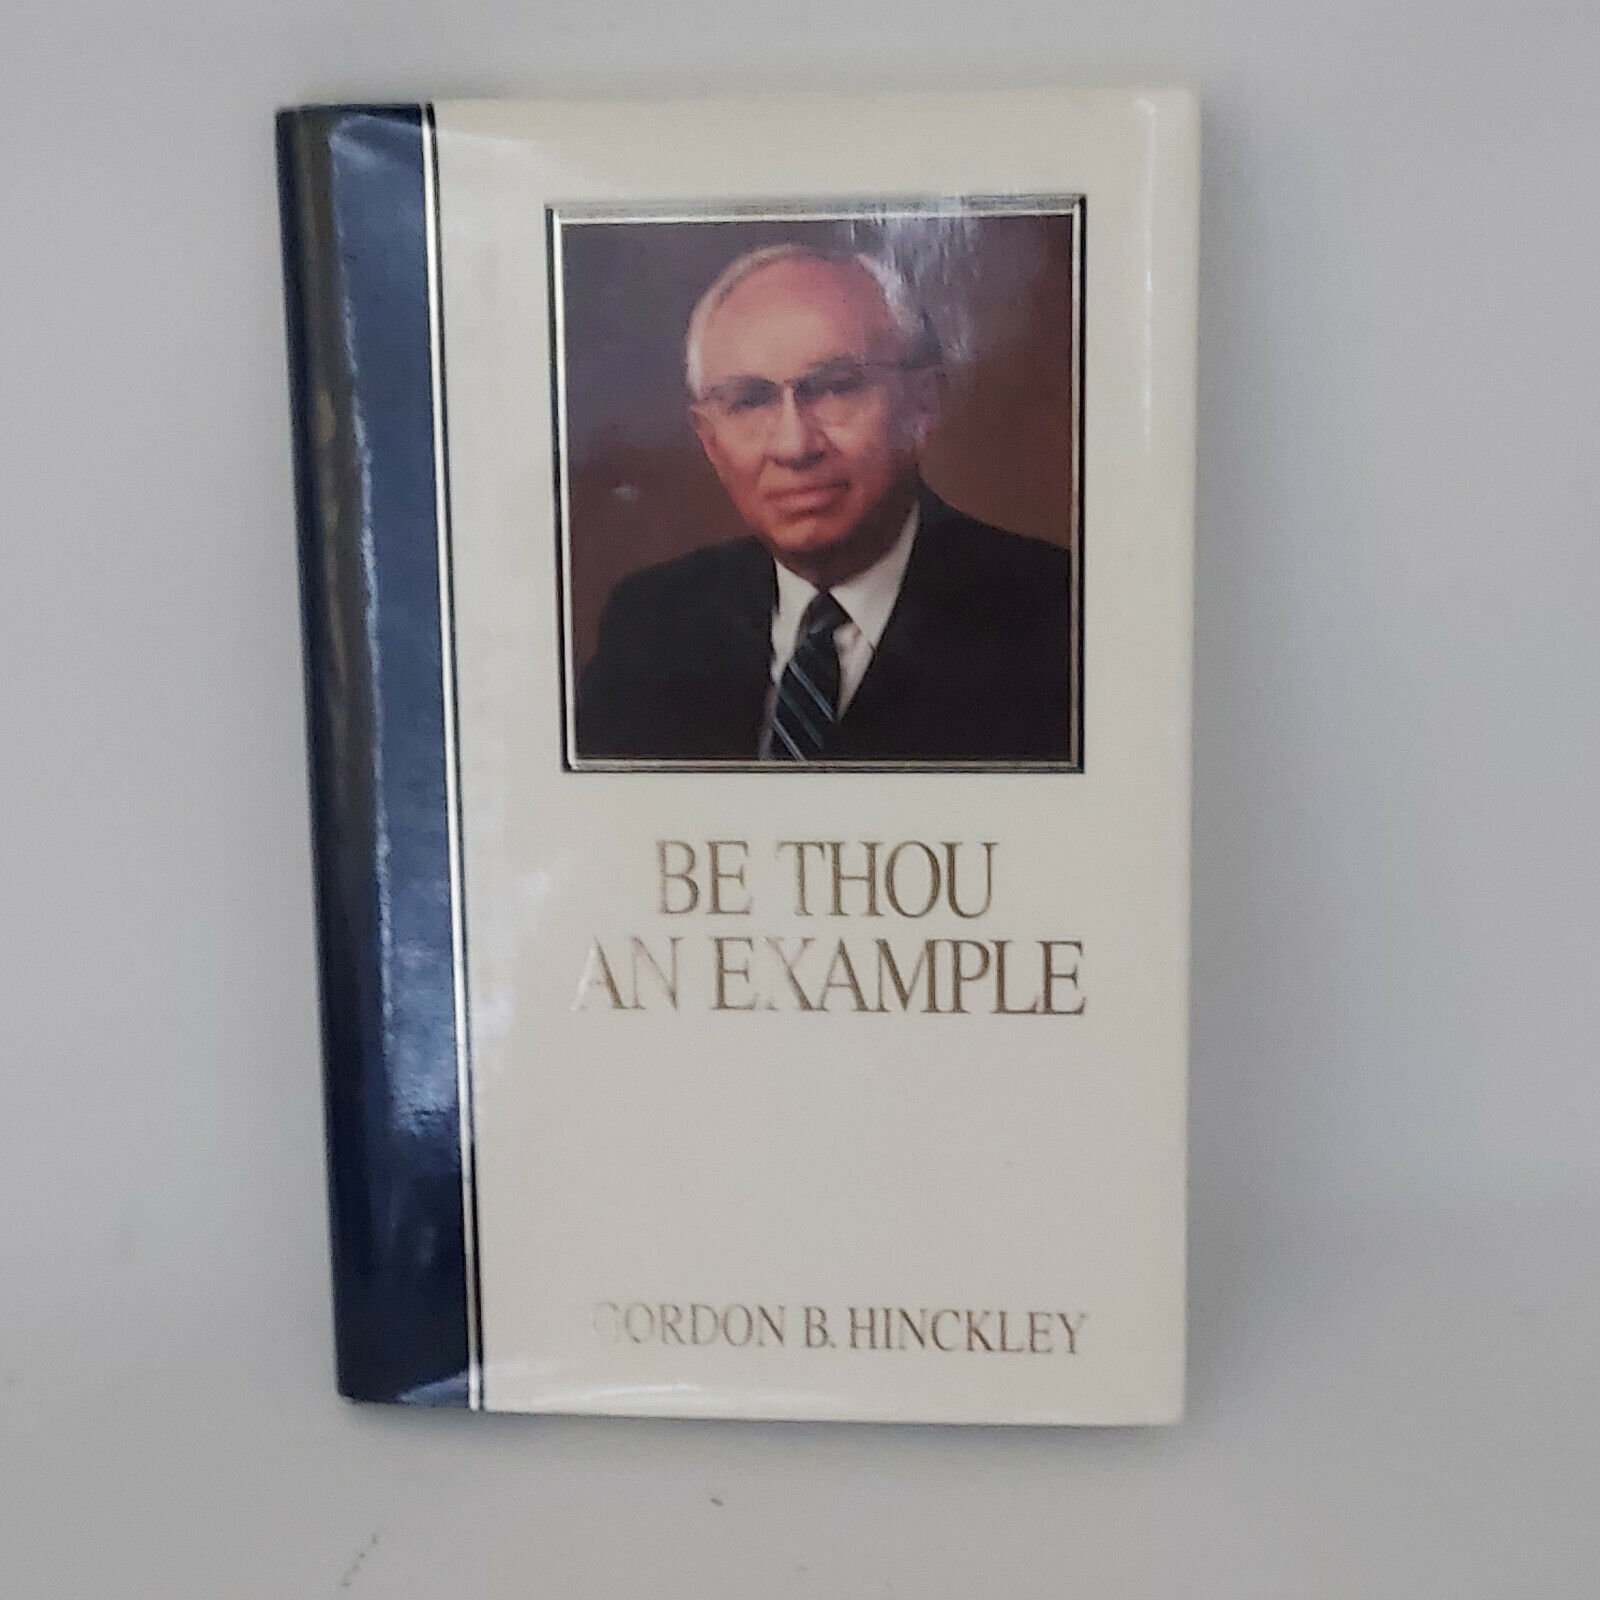 BE THOU
AN EXAMPLE
GORDON B. HINCKLEY